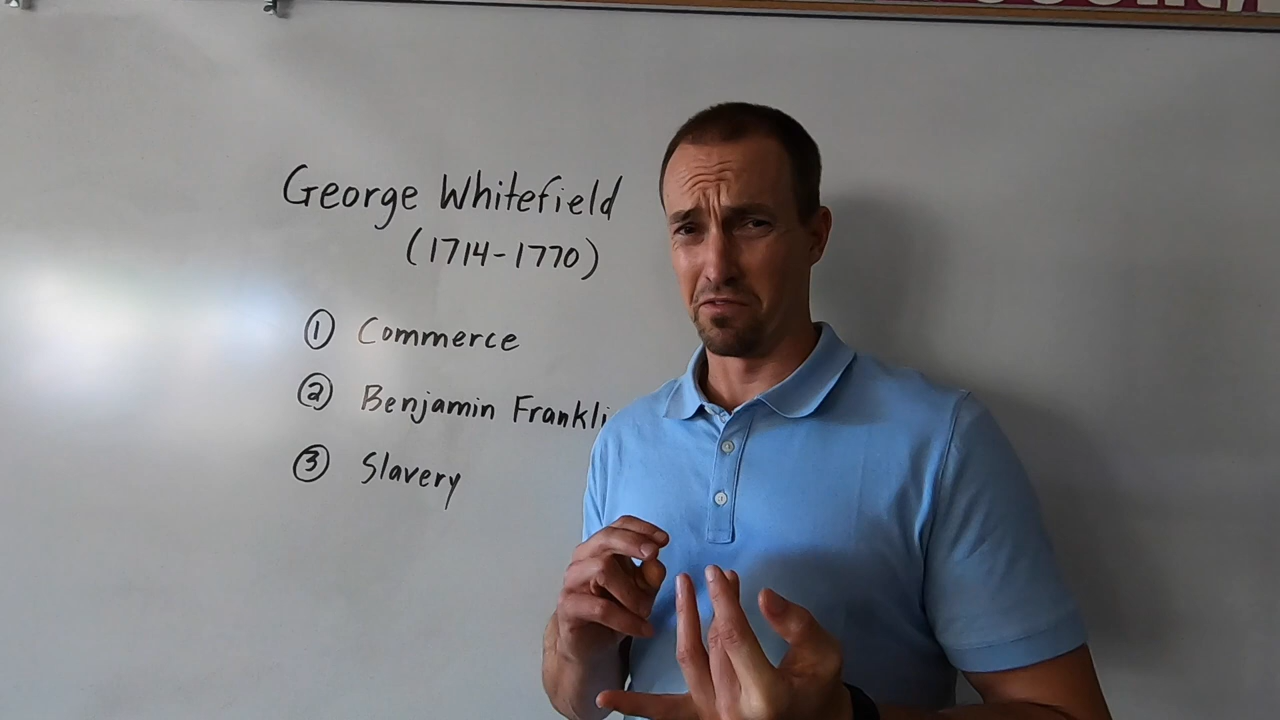 George Whitefield
(1714-1770)
① Commerce
② Benjamin Frankli
③ Slavery